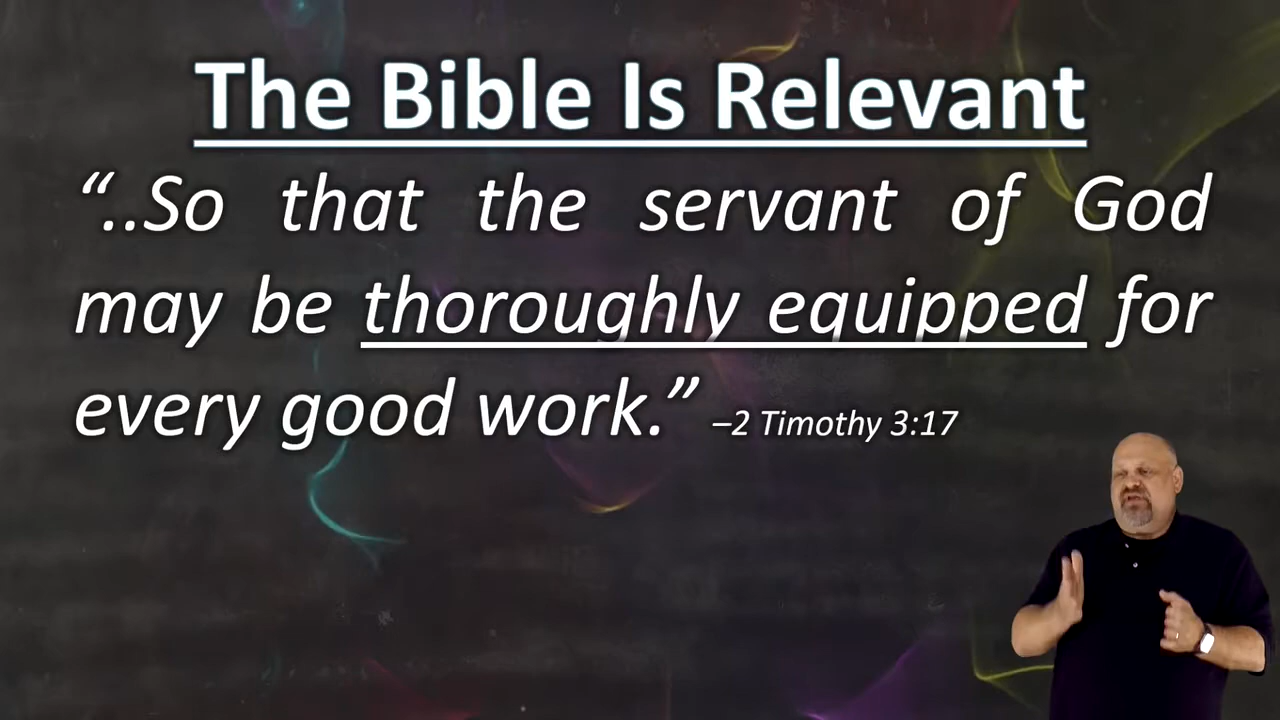 The Bible Is Relevant
“..So that the servant of God
may be thoroughly equipped for
every good work.” –2 Timothy 3:17